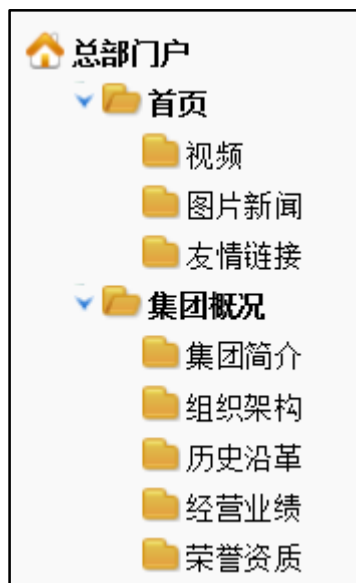 总部门户
首页
视频
图片新闻
友情链接
集团概况
集团简介
组织架构
历史沿革
经营业绩
荣誉资质